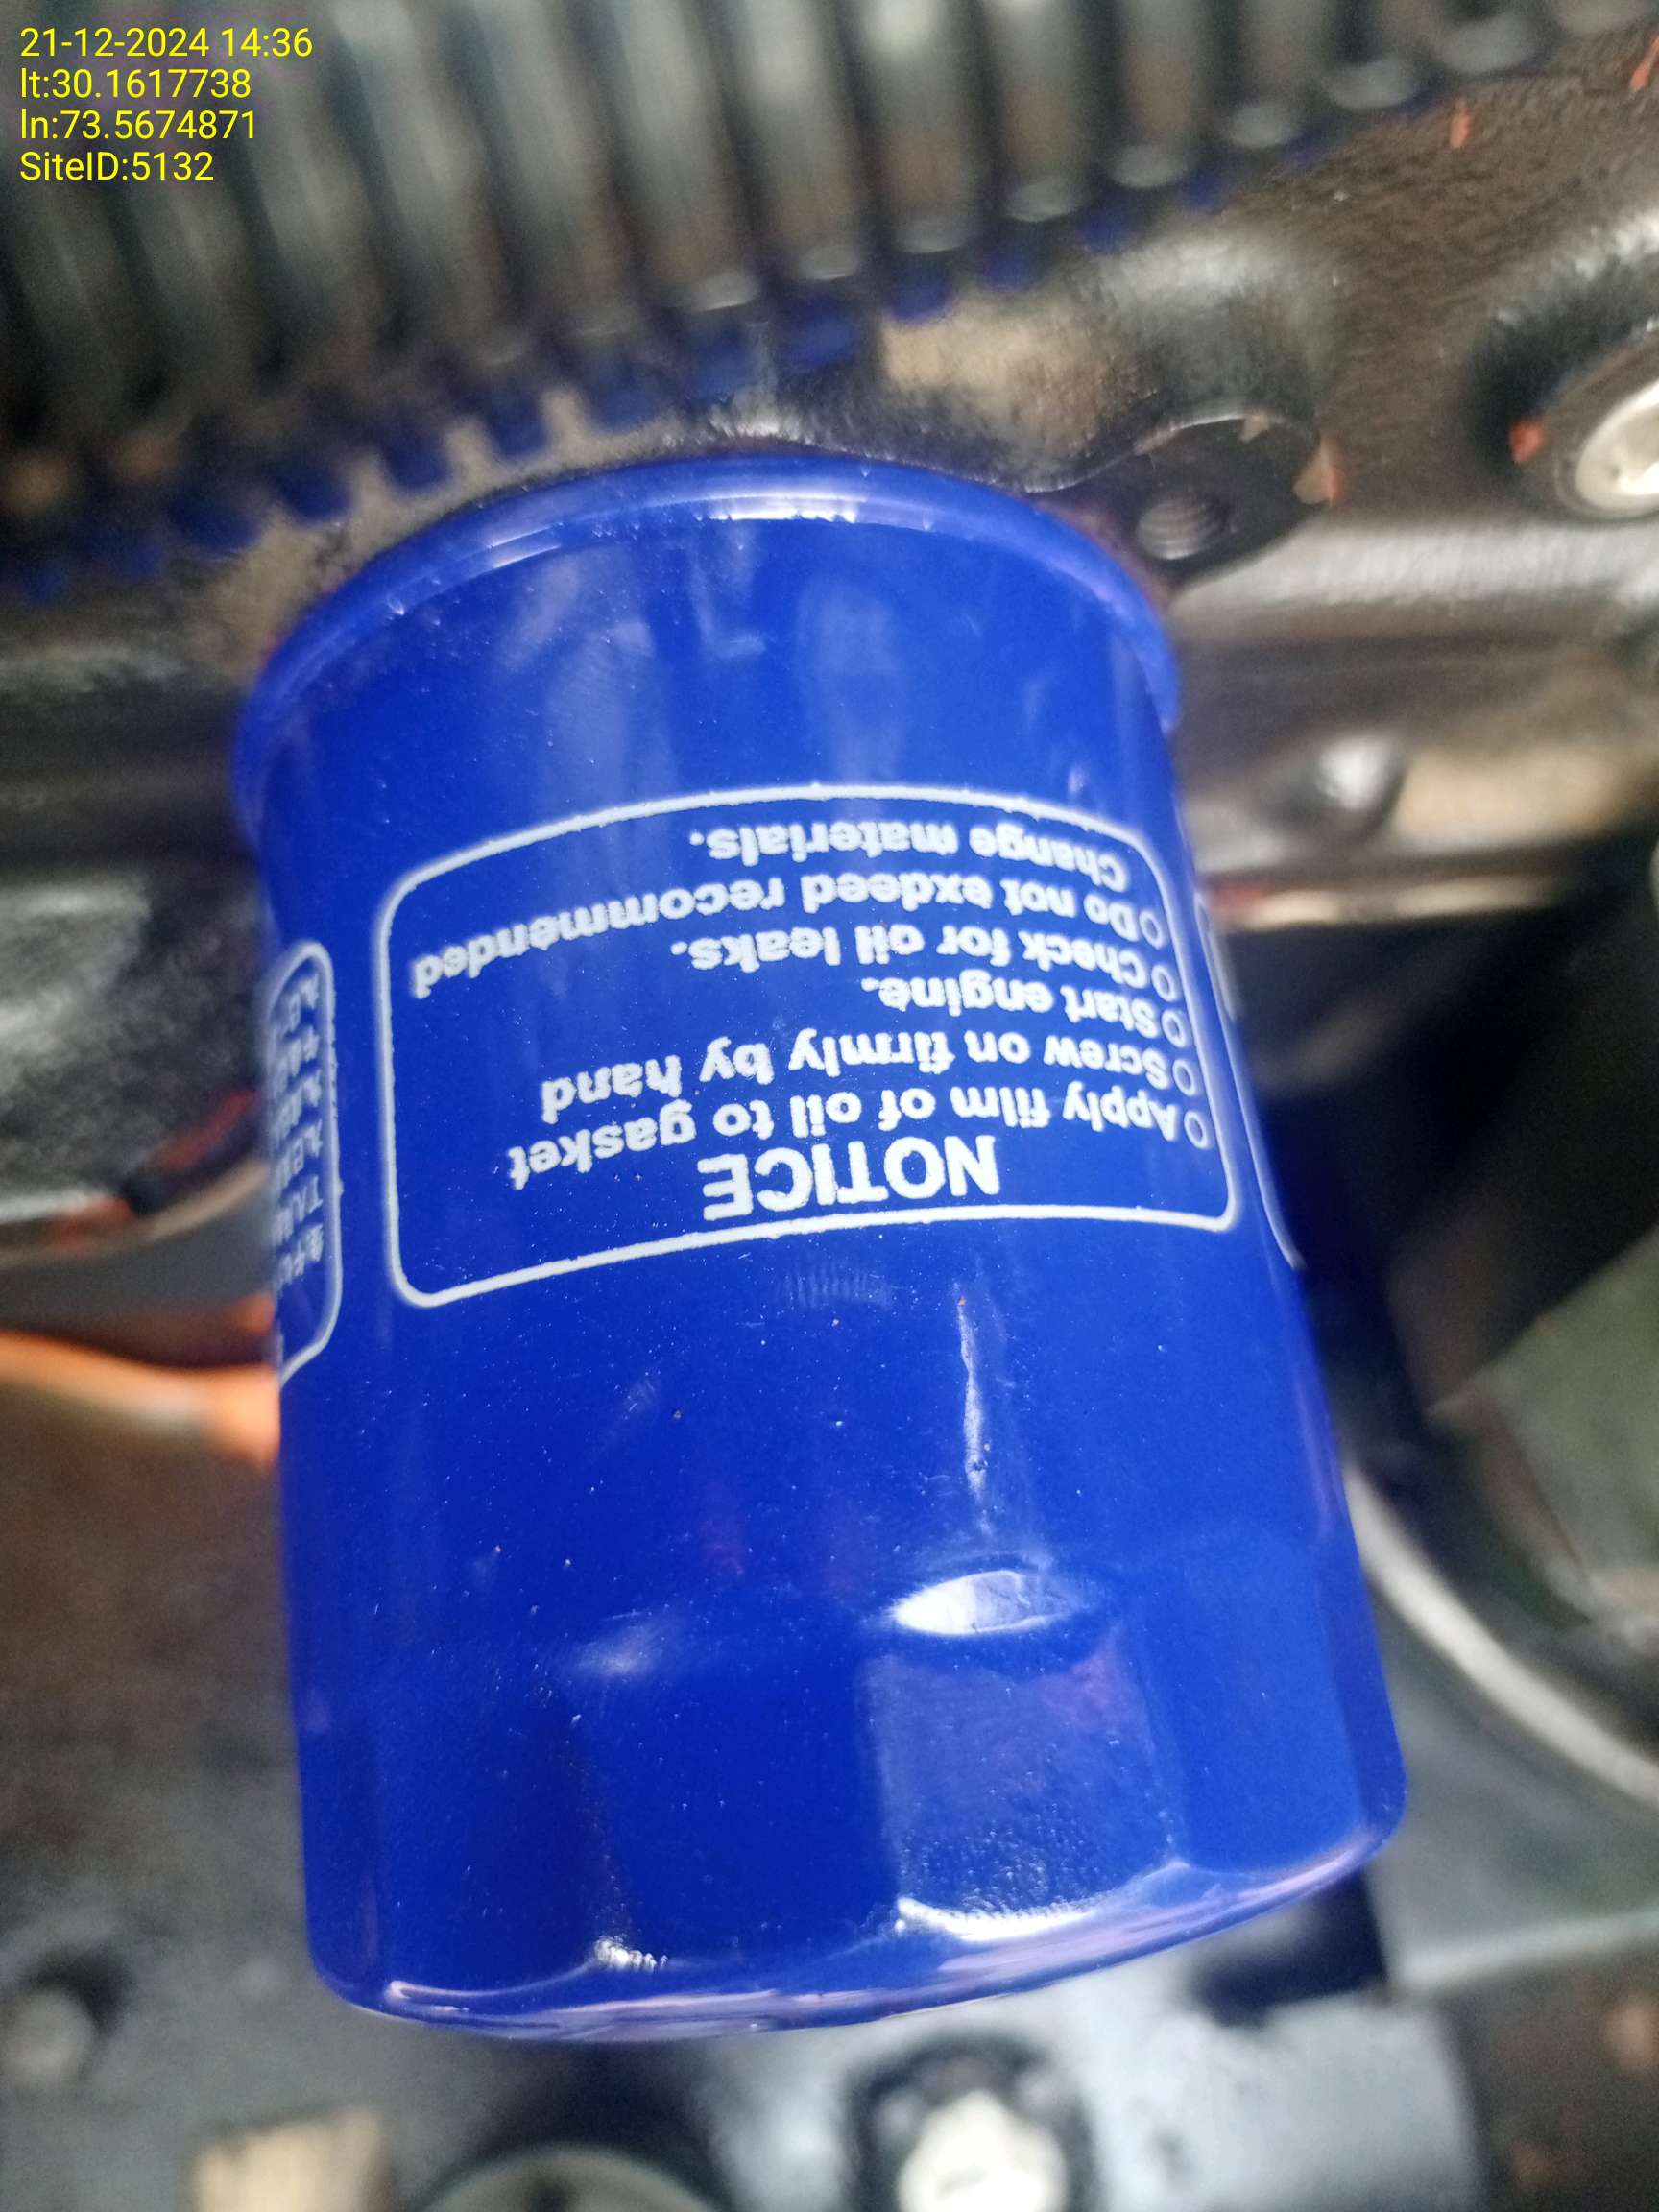 21-12-2024 14:36
lt:30.1617738
ln:73.5674871
SiteID:5132
NOTICE
○Apply film of oil to gasket
○Screw on firmly by hand
○Start engine.
○Check for oil leaks.
○Do not exdeed recommended
Change materials.